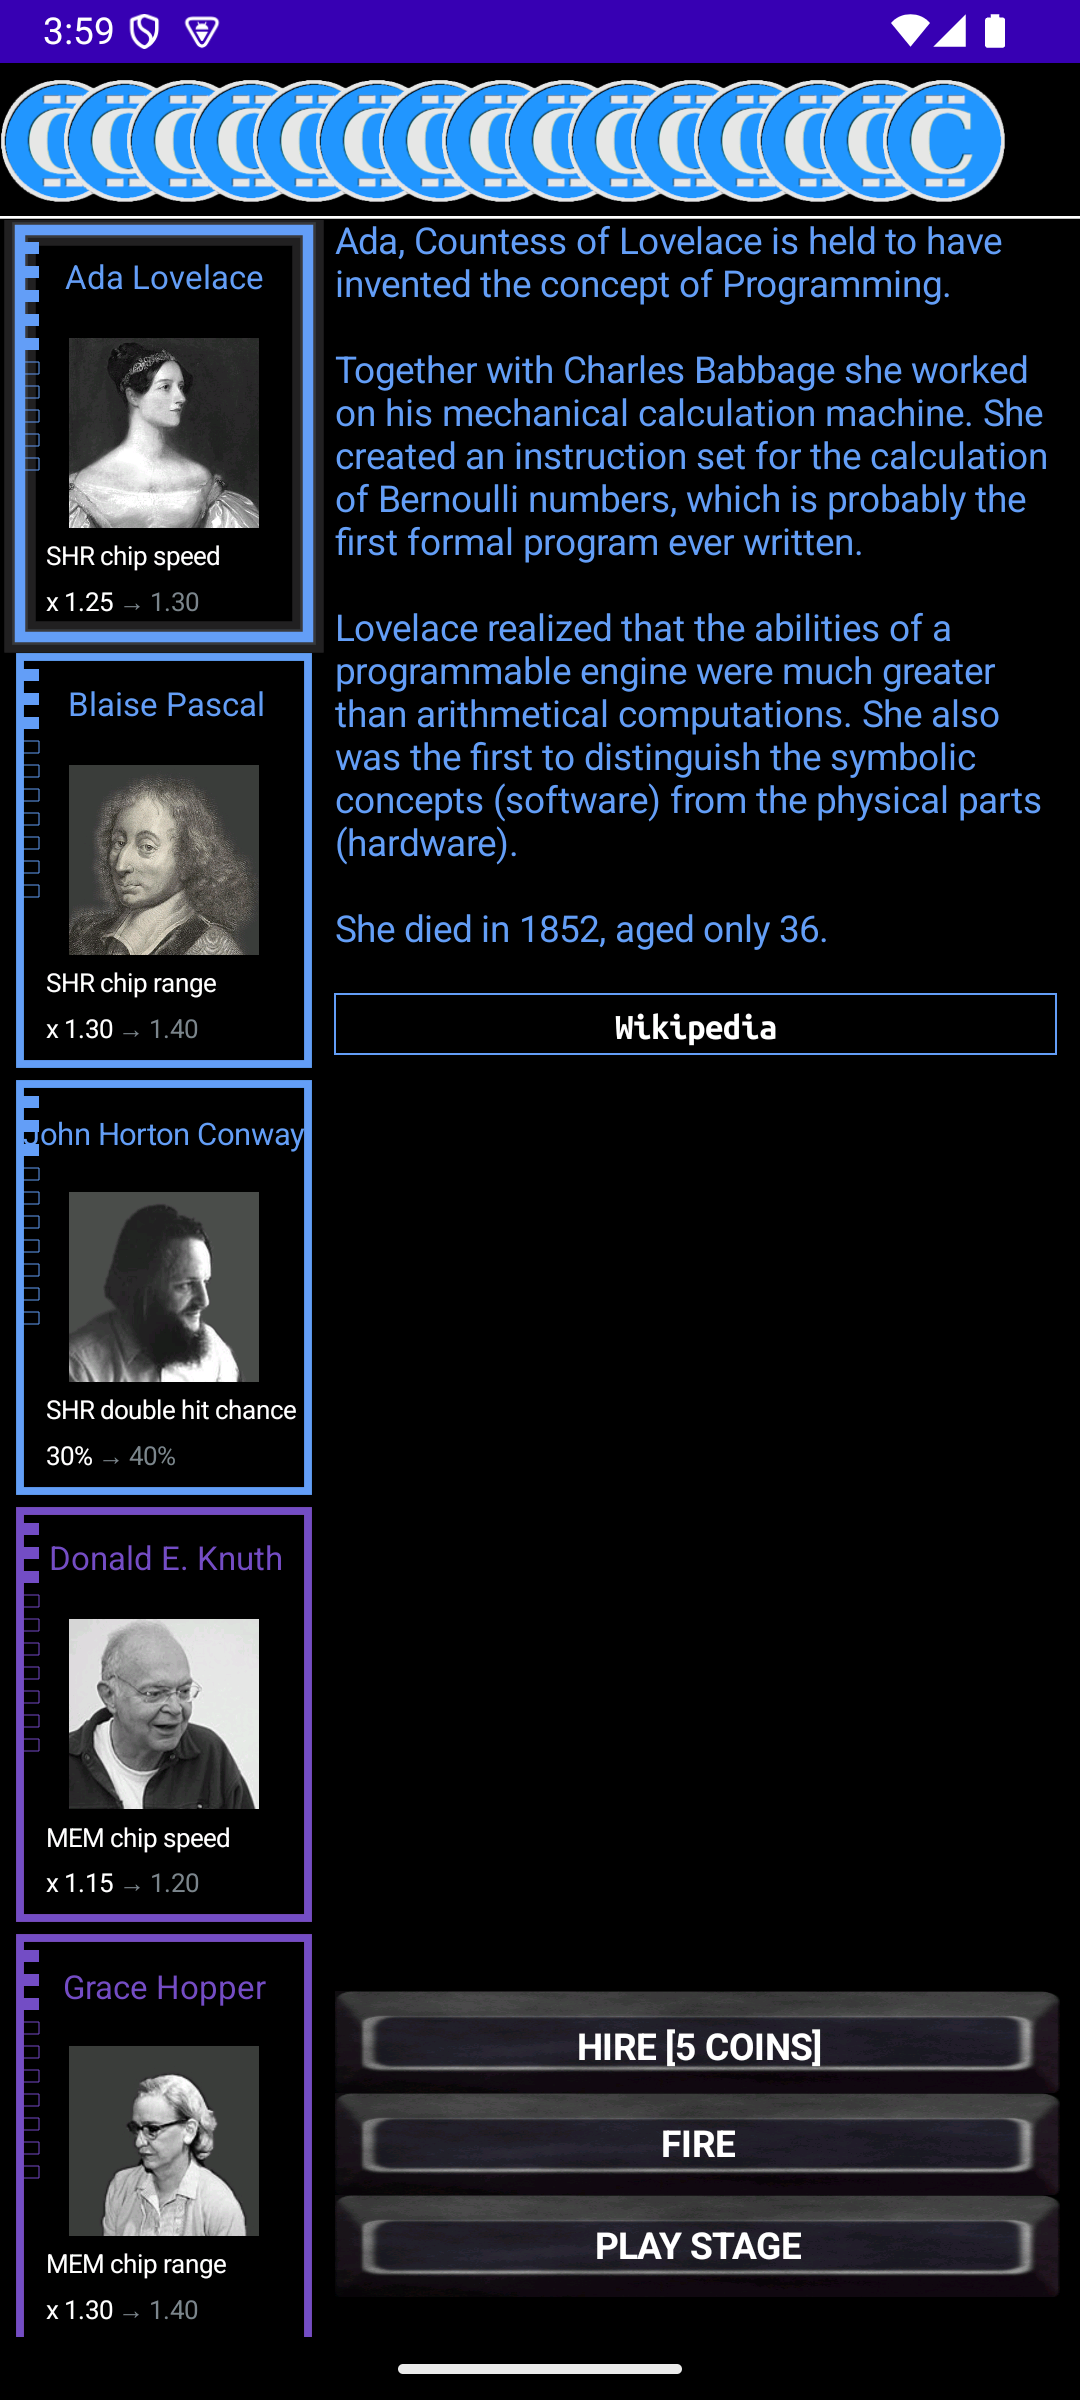 3:59
Ada Lovelace
SHR chip speed
x 1.25 → 1.30
Blaise Pascal
SHR chip range
x 1.30 → 1.40
John Horton Conway
SHR double hit chance
30% → 40%
Donald E. Knuth
MEM chip speed
x 1.15 → 1.20
Grace Hopper
MEM chip range
x 1.30 → 1.40
Ada, Countess of Lovelace is held to have
invented the concept of Programming.
Together with Charles Babbage she worked
on his mechanical calculation machine. She
created an instruction set for the calculation
of Bernoulli numbers, which is probably the
first formal program ever written.
Lovelace realized that the abilities of a
programmable engine were much greater
than arithmetical computations. She also
was the first to distinguish the symbolic
concepts (software) from the physical parts
(hardware).
She died in 1852, aged only 36.
Wikipedia
HIRE [5 COINS]
FIRE
PLAY STAGE